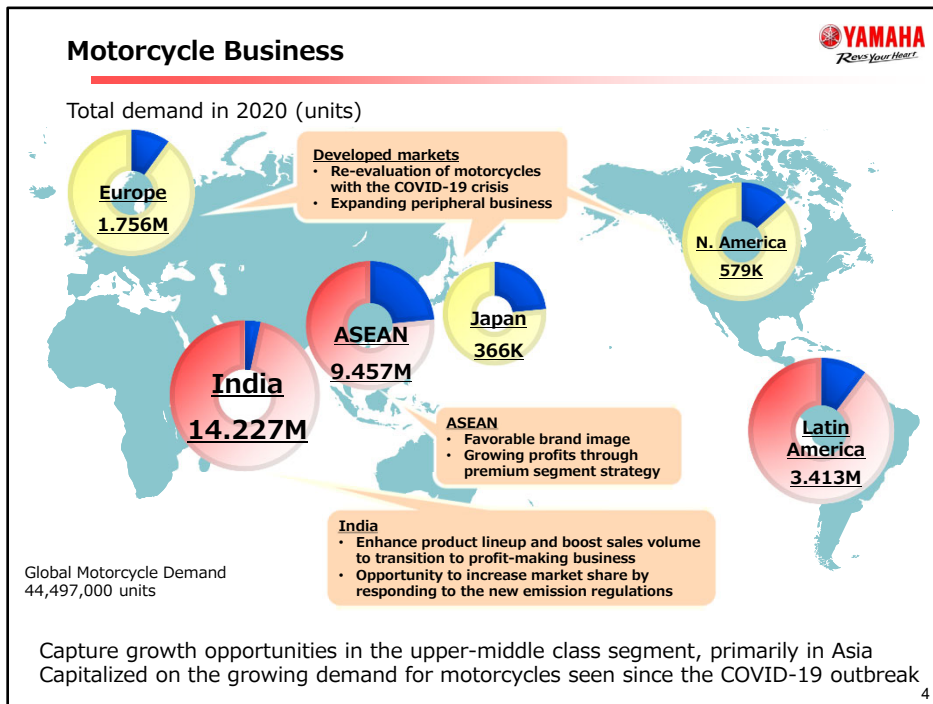 Motorcycle Business
YAMAHA
Revs Your Heart
Total demand in 2020 (units)
Europe
1.756M
Developed markets
• Re-evaluation of motorcycles
with the COVID-19 crisis
• Expanding peripheral business
N. America
579K
ASEAN
9.457M
Japan
366K
India
14.227M
Latin
America
3.413M
ASEAN
• Favorable brand image
• Growing profits through
premium segment strategy
India
• Enhance product lineup and boost sales volume
to transition to profit-making business
• Opportunity to increase market share by
responding to the new emission regulations
Global Motorcycle Demand
44,497,000 units
Capture growth opportunities in the upper-middle class segment, primarily in Asia
Capitalized on the growing demand for motorcycles seen since the COVID-19 outbreak
4